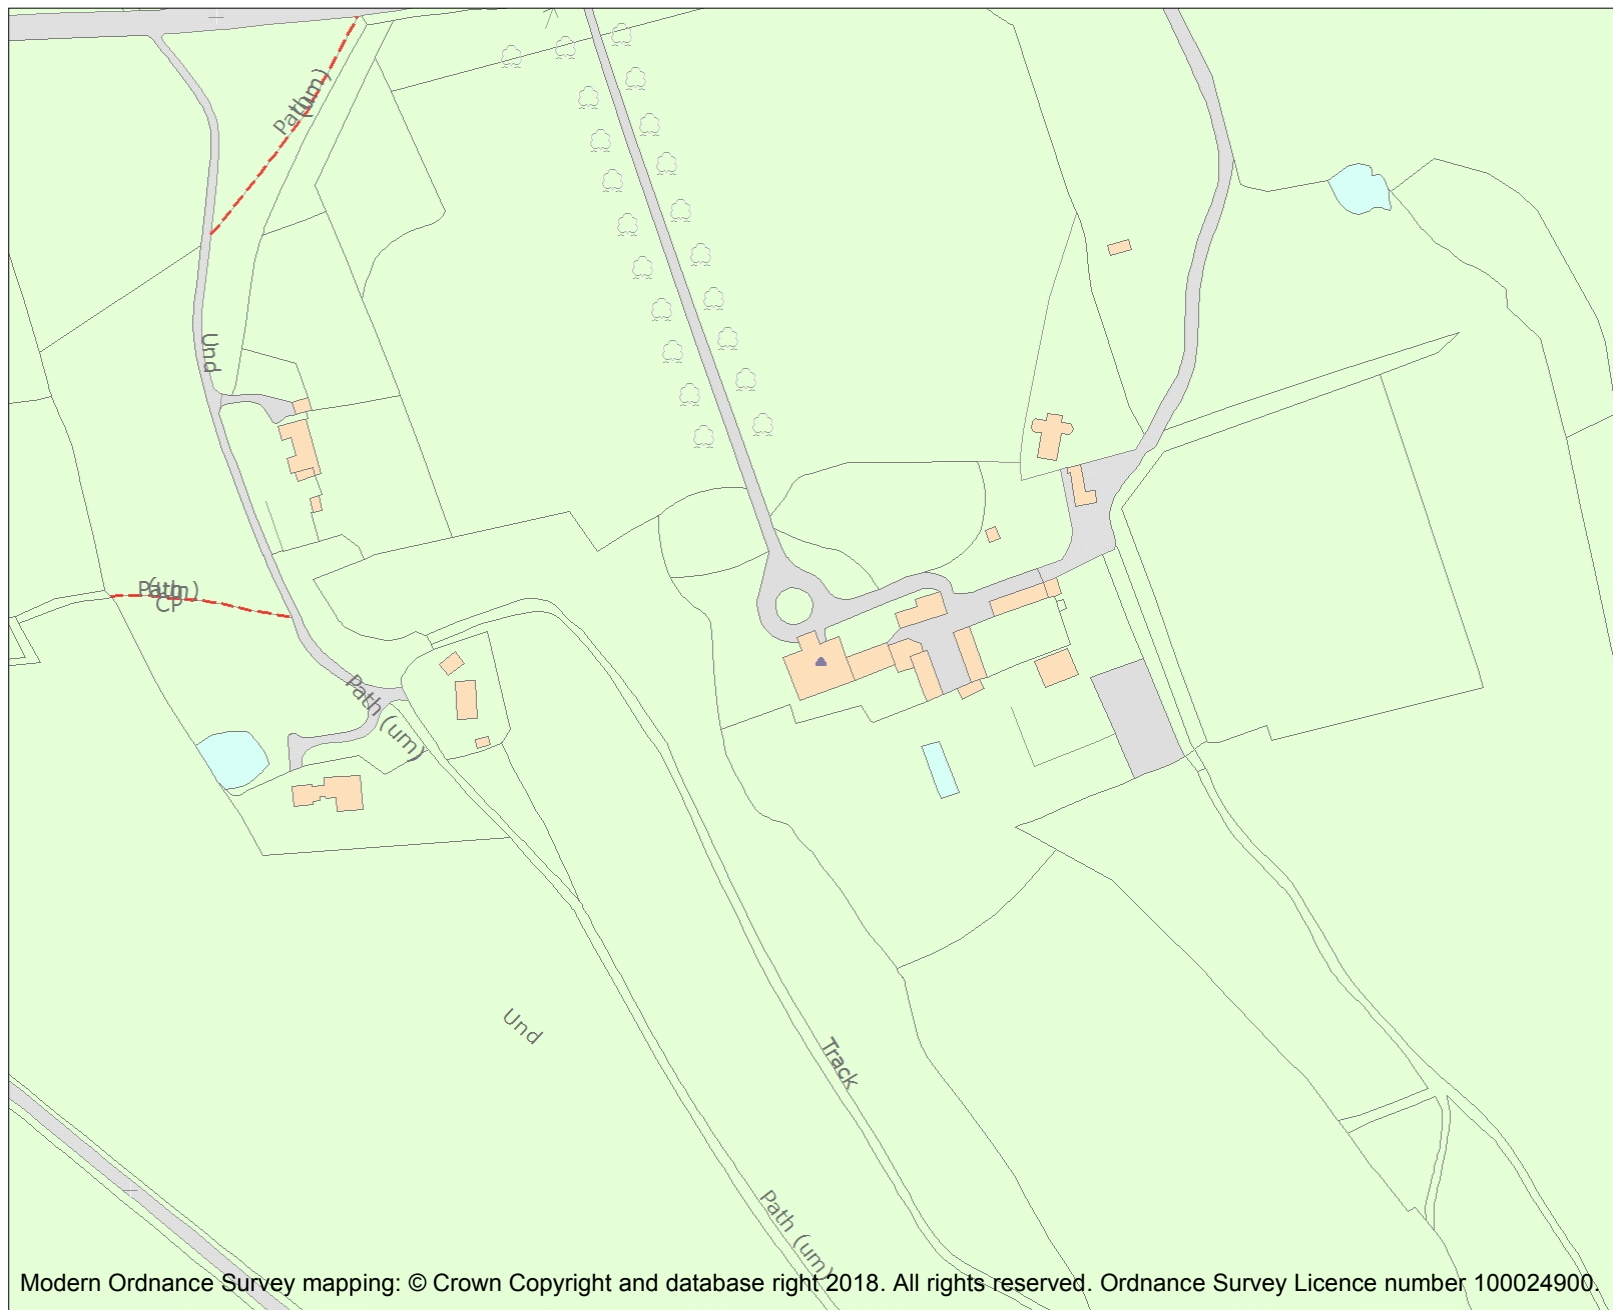 Path (um)
Und
Path (um)
CP
Path (um)
Und
Track
Path (um)
Modern Ordnance Survey mapping: © Crown Copyright and database right 2018. All rights reserved. Ordnance Survey Licence number 100024900.